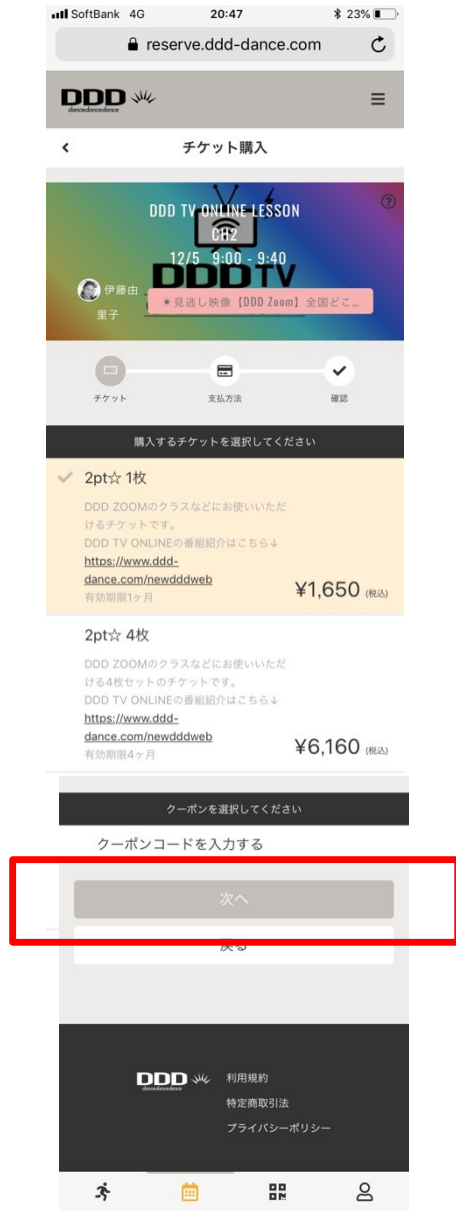 SoftBank 4G 20:47 23%
reserve.ddd-dance.com
DDD
dancedancedance
チケット購入
DDD TV ONLINE LESSON
CH2
12/5 9:00 - 9:40
DDDTV
伊藤由
里子
見逃し映像【DDD Zoom】全国どこ…
チケット 支払方法 確認
購入するチケットを選択してください
2pt☆ 1枚
DDD ZOOMのクラスなどにお使いいただ
けるチケットです。
DDD TV ONLINEの番組紹介はこちら↓
https://www.ddd-
dance.com/newdddweb
有効期限1ヶ月
¥1,650 (税込)
2pt☆ 4枚
DDD ZOOMのクラスなどにお使いいただ
ける4枚セットのチケットです。
DDD TV ONLINEの番組紹介はこちら↓
https://www.ddd-
dance.com/newdddweb
有効期限4ヶ月
¥6,160 (税込)
クーポンを選択してください
クーポンコードを入力する
次へ
戻る
DDD
dancedancedance
利用規約
特定商取引法
プライバシーポリシー